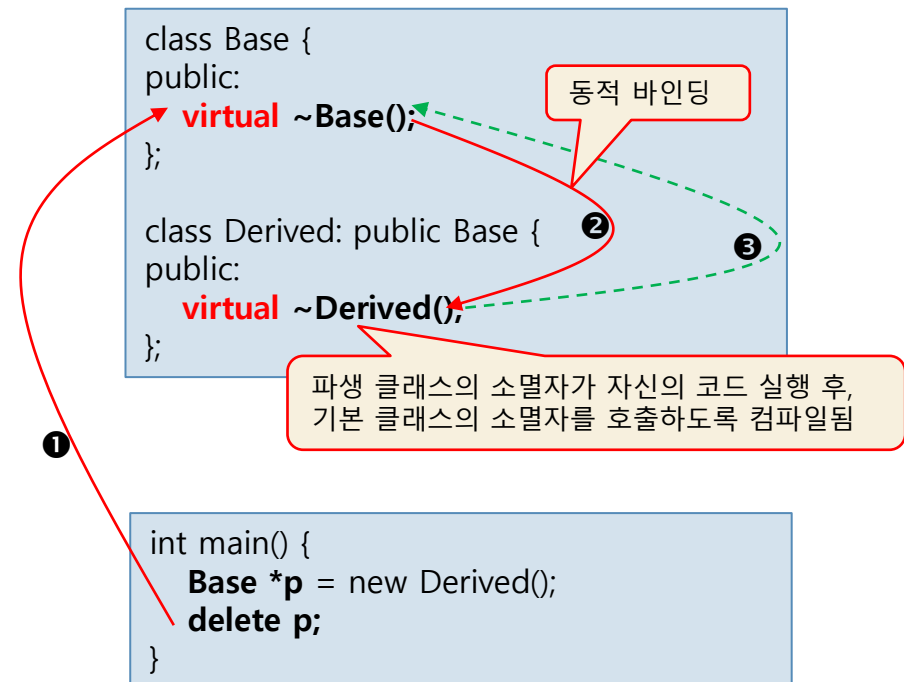 class Base {
public:
virtual ~Base();
};
동적 바인딩
class Derived: public Base {
public:
virtual ~Derived();
};
❷
❸
파생 클래스의 소멸자가 자신의 코드 실행 후,
기본 클래스의 소멸자를 호출하도록 컴파일됨
❶
int main() {
Base *p = new Derived();
delete p;
}